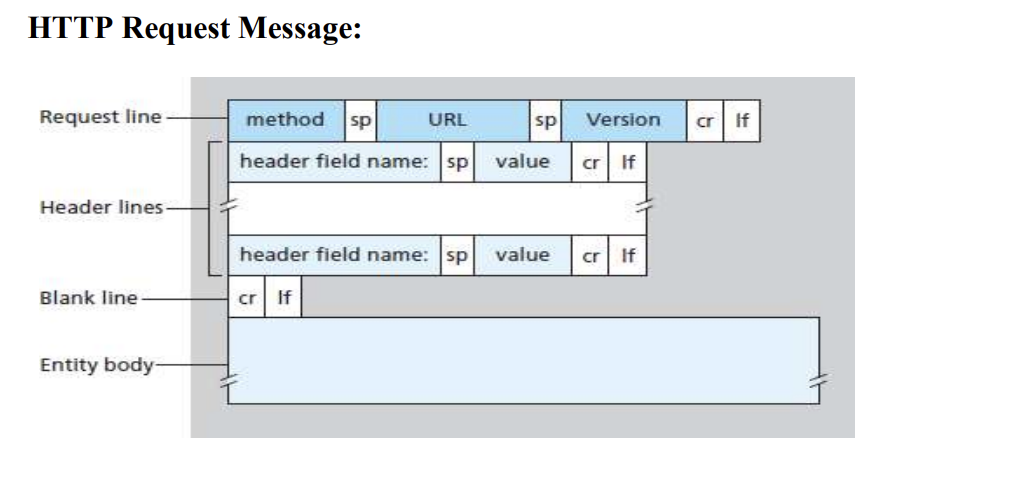 HTTP Request Message:
Request line method sp URL sp Version cr lf
header field name: sp value cr lf
Header lines
header field name: sp value cr lf
Blank line cr lf
Entity body